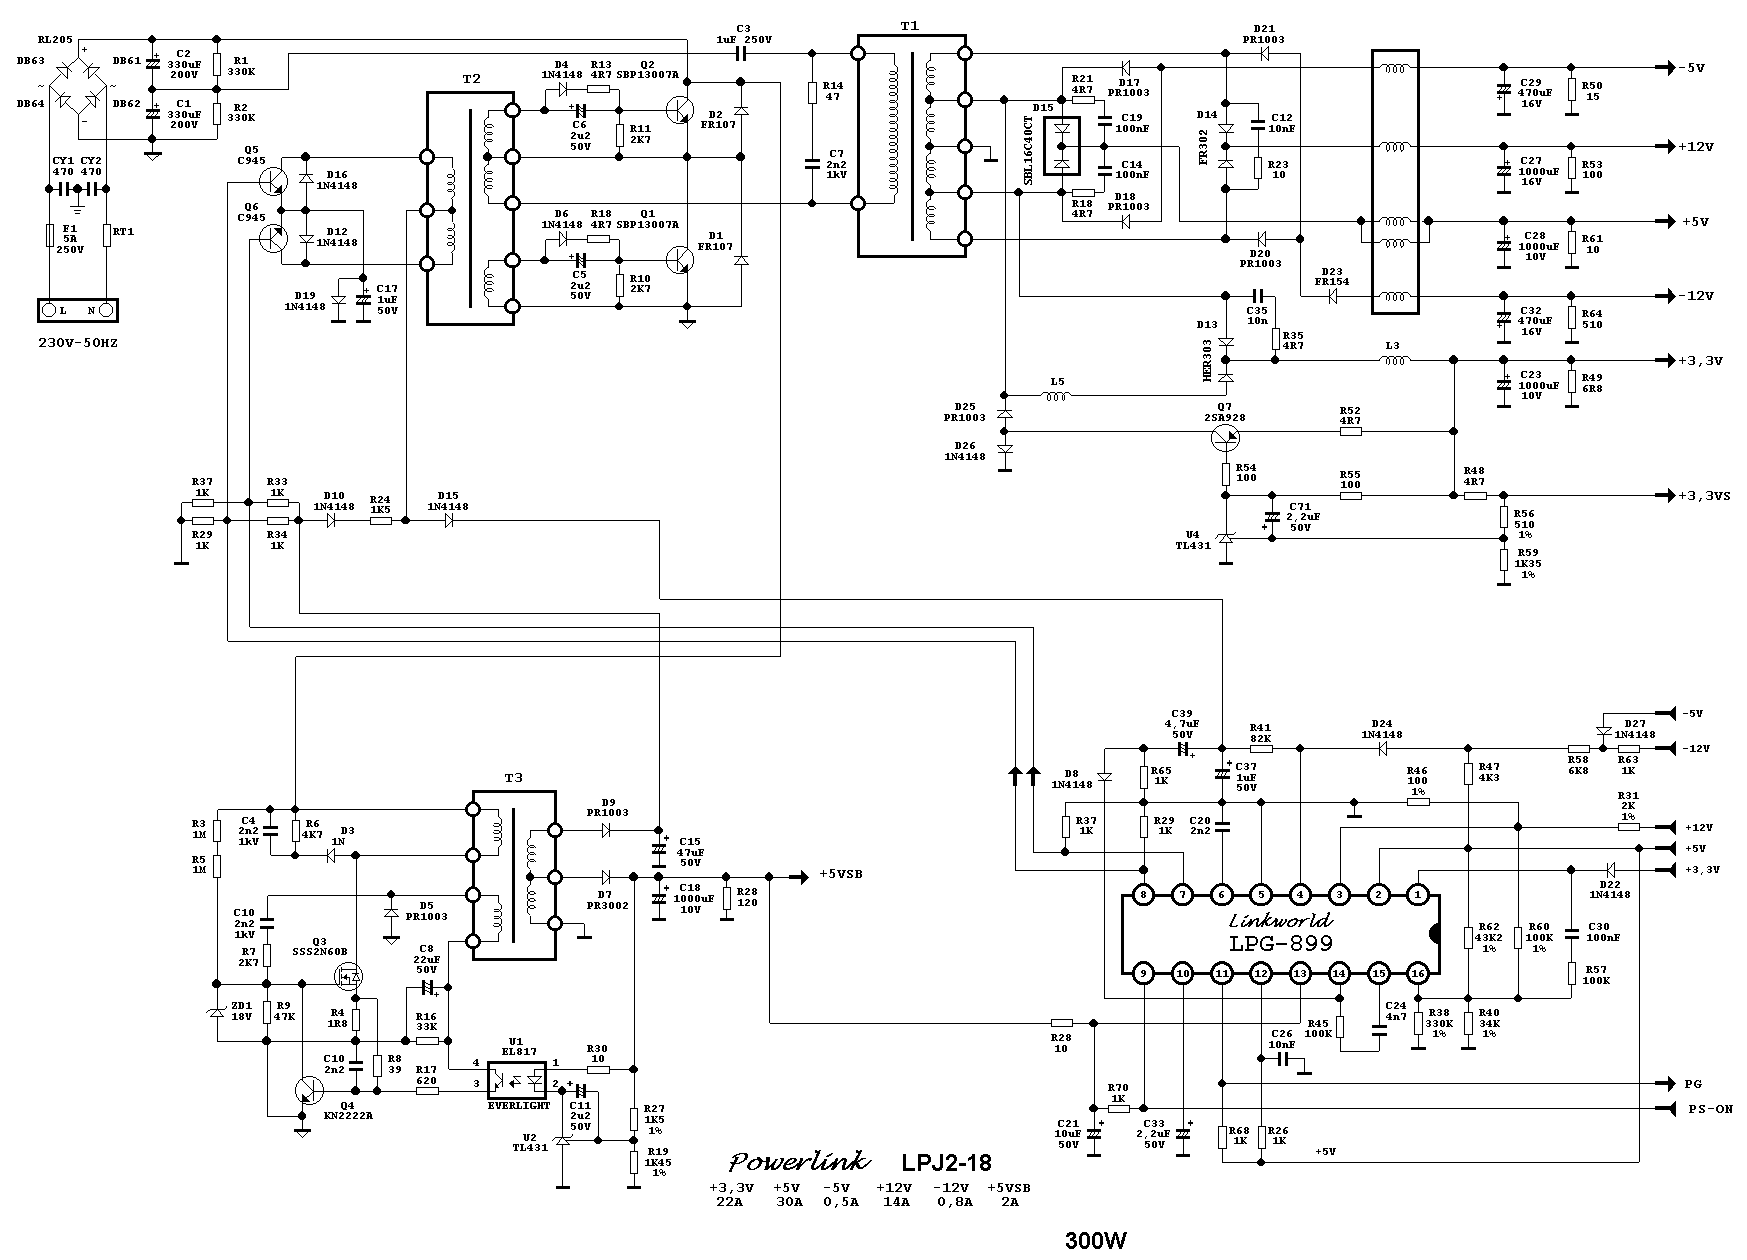 RL205
DB63
DB61
C2
330uF
200V
R1
330K
DB64
DB62
C1
330uF
200V
R2
330K
~
~
+
−
CY1
470
CY2
470
F1
5A
250V
RT1
L
N
230V-50HZ
Q5
C945
Q6
C945
D16
1N4148
D12
1N4148
D19
1N4148
C17
1uF
50V
T2
D4
1N4148
R13
4R7
Q2
SBP13007A
C6
2u2
50V
R11
2K7
D2
FR107
D6
1N4148
R18
4R7
Q1
SBP13007A
C5
2u2
50V
R10
2K7
D1
FR107
C3
1uF 250V
R14
47
C7
2n2
1kV
T1
D21
PR1003
D17
PR1003
R21
4R7
D15
SBL16C40CT
C19
100nF
C14
100nF
R18
4R7
D18
PR1003
D14
FR302
C12
10nF
R23
10
D20
PR1003
D23
FR154
C35
10n
D13
HER303
R35
4R7
L3
L5
D25
PR1003
D26
1N4148
Q7
2SA928
R52
4R7
R54
100
R55
100
R48
4R7
C71
2,2uF
50V
U4
TL431
R56
510
1%
R59
1K35
1%
C29
470uF
16V
R50
15
-5V
C27
1000uF
16V
R53
100
+12V
C28
1000uF
10V
R61
10
+5V
C32
470uF
16V
R64
510
-12V
C23
1000uF
10V
R49
6R8
+3,3V
+3,3VS
R37
1K
R33
1K
D10
1N4148
R24
1K5
D15
1N4148
R29
1K
R34
1K
T3
R3
1M
C4
2n2
1kV
R6
4K7
D3
1N
R5
1M
C10
2n2
1kV
R7
2K7
Q3
SSS2N60B
D5
PR1003
C8
22uF
50V
ZD1
18V
R9
47K
R4
1R8
R16
33K
C10
2n2
R8
39
R17
620
Q4
KN2222A
U1
EL817
4
3
1
2
EVERLIGHT
R30
10
C11
2u2
50V
U2
TL431
R27
1K5
1%
R19
1K45
1%
D9
PR1003
C15
47uF
50V
D7
PR3002
C18
1000uF
10V
R28
120
+5VSB
C39
4,7uF
50V
R41
82K
D24
1N4148
D27
1N4148
-5V
-12V
R58
6K8
R63
1K
D8
1N4148
R65
1K
C37
1uF
50V
R46
100
1%
R47
4K3
R31
2K
1%
+12V
+5V
+3,3V
R37
1K
R29
1K
C20
2n2
D22
1N4148
8 7 6 5 4 3 2 1
Linkworld
LPG-899
9 10 11 12 13 14 15 16
R62
43K2
1%
R60
100K
1%
C30
100nF
R57
100K
R28
10
R45
100K
C24
4n7
R38
330K
1%
R40
34K
1%
C26
10nF
R70
1K
PG
PS-ON
C21
10uF
50V
C33
2,2uF
50V
R68
1K
R26
1K
+5V
Powerlink LPJ2-18
+3,3V +5V -5V +12V -12V +5VSB
22A 30A 0,5A 14A 0,8A 2A
300W